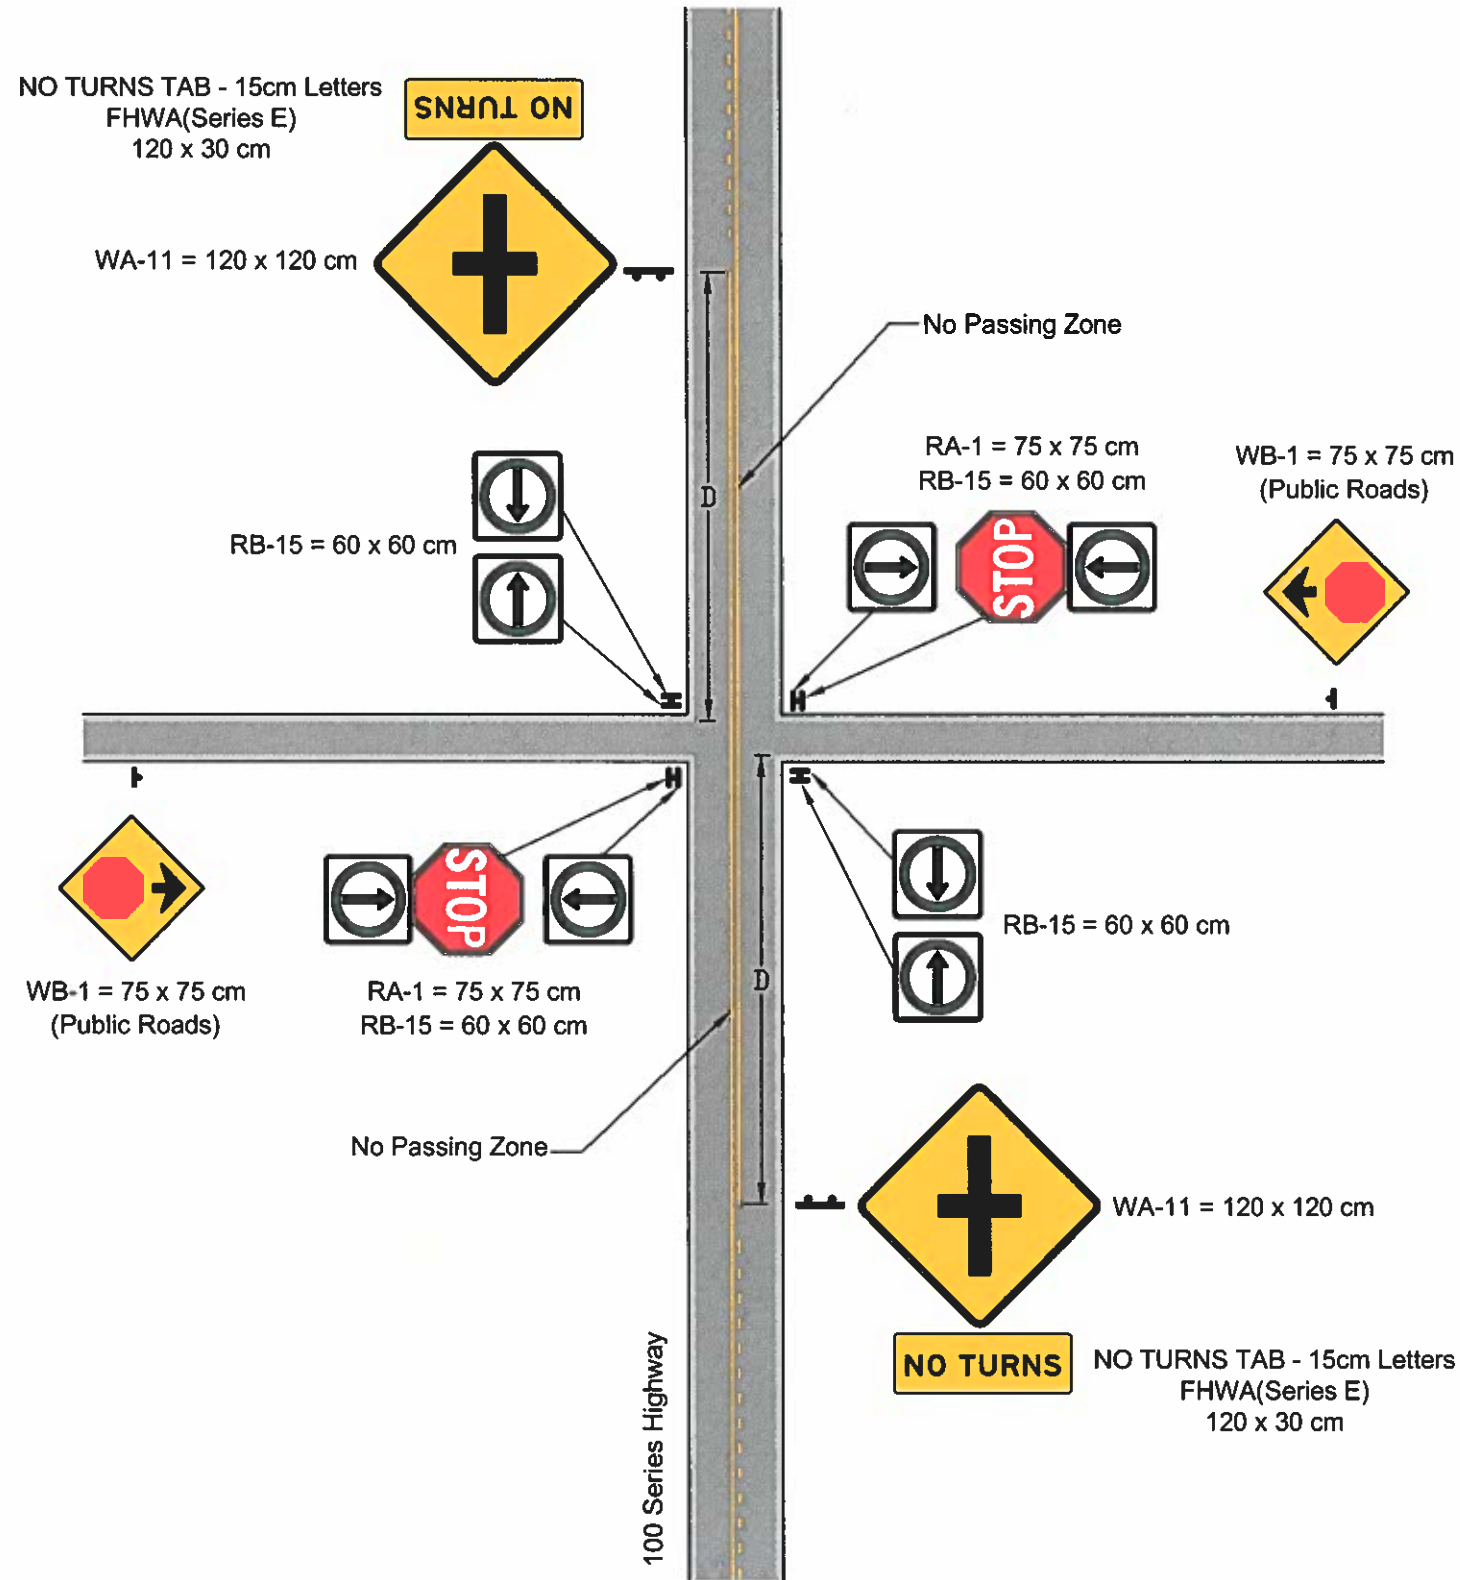 NO TURNS TAB - 15cm Letters
FHWA(Series E)
120 x 30 cm
NO TURNS
WA-11 = 120 x 120 cm
No Passing Zone
RB-15 = 60 x 60 cm
D
RA-1 = 75 x 75 cm
RB-15 = 60 x 60 cm
STOP
WB-1 = 75 x 75 cm
(Public Roads)
WB-1 = 75 x 75 cm
(Public Roads)
STOP
RA-1 = 75 x 75 cm
RB-15 = 60 x 60 cm
RB-15 = 60 x 60 cm
D
No Passing Zone
WA-11 = 120 x 120 cm
NO TURNS
NO TURNS TAB - 15cm Letters
FHWA(Series E)
120 x 30 cm
100 Series Highway